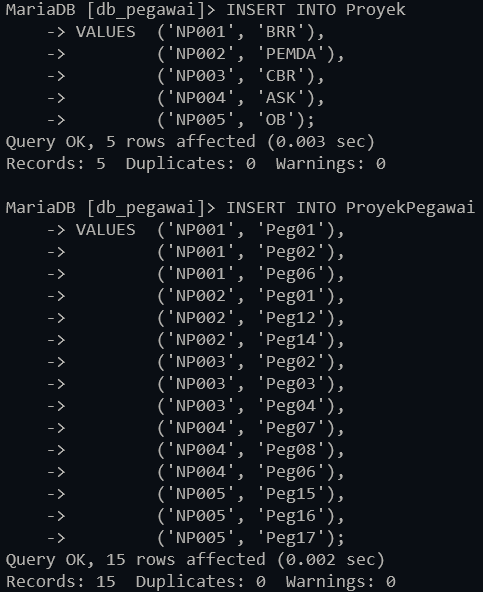 MariaDB [db_pegawai]> INSERT INTO Proyek
    -> VALUES  ('NP001', 'BRR'),
    ->         ('NP002', 'PEMDA'),
    ->         ('NP003', 'CBR'),
    ->         ('NP004', 'ASK'),
    ->         ('NP005', 'OB');
Query OK, 5 rows affected (0.003 sec)
Records: 5  Duplicates: 0  Warnings: 0

MariaDB [db_pegawai]> INSERT INTO ProyekPegawai
    -> VALUES  ('NP001', 'Peg01'),
    ->         ('NP001', 'Peg02'),
    ->         ('NP001', 'Peg06'),
    ->         ('NP002', 'Peg01'),
    ->         ('NP002', 'Peg12'),
    ->         ('NP002', 'Peg14'),
    ->         ('NP003', 'Peg02'),
    ->         ('NP003', 'Peg03'),
    ->         ('NP003', 'Peg04'),
    ->         ('NP004', 'Peg07'),
    ->         ('NP004', 'Peg08'),
    ->         ('NP004', 'Peg06'),
    ->         ('NP005', 'Peg15'),
    ->         ('NP005', 'Peg16'),
    ->         ('NP005', 'Peg17');
Query OK, 15 rows affected (0.002 sec)
Records: 15  Duplicates: 0  Warnings: 0